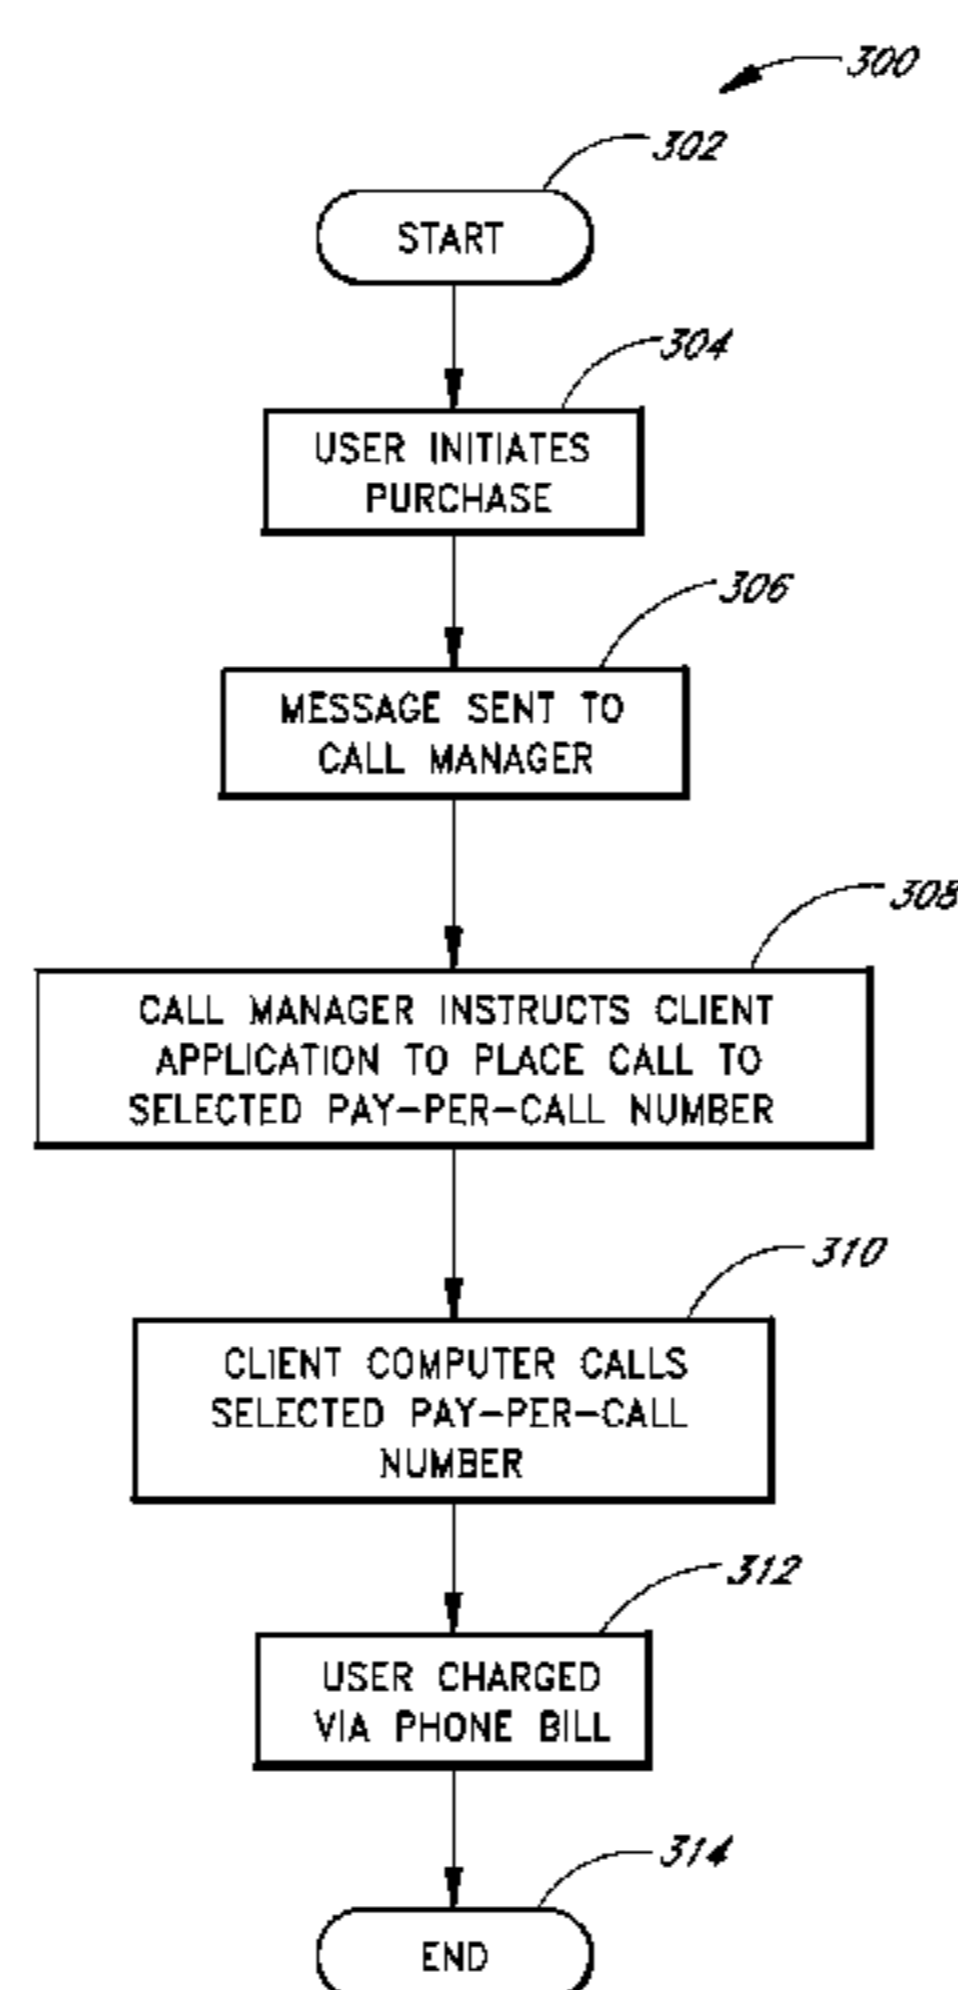 300
302
START
304
USER INITIATES
PURCHASE
306
MESSAGE SENT TO
CALL MANAGER
308
CALL MANAGER INSTRUCTS CLIENT
APPLICATION TO PLACE CALL TO
SELECTED PAY-PER-CALL NUMBER
310
CLIENT COMPUTER CALLS
SELECTED PAY-PER-CALL
NUMBER
312
USER CHARGED
VIA PHONE BILL
314
END